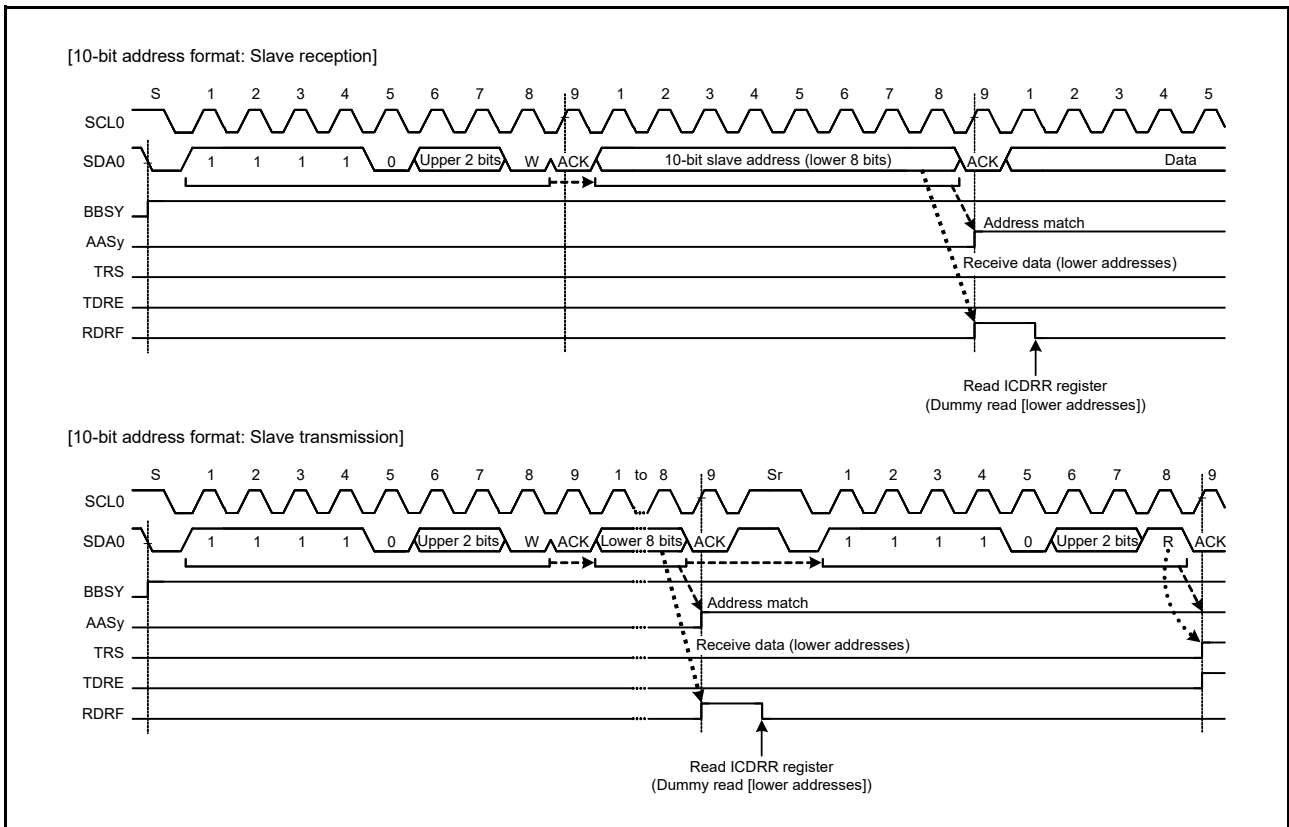 [10-bit address format: Slave reception]
S 1 2 3 4 5 6 7 8 9 1 2 3 4 5 6 7 8 9 1 2 3 4 5
SCL0
SDA0 1 1 1 1 0 Upper 2 bits W ACK 10-bit slave address (lower 8 bits) ACK Data
BBSY
Address match
AASy
Receive data (lower addresses)
TRS
TDRE
RDRF
Read ICDRR register
(Dummy read [lower addresses])
[10-bit address format: Slave transmission]
S 1 2 3 4 5 6 7 8 9 1 to 8 9 Sr 1 2 3 4 5 6 7 8 9
SCL0
SDA0 1 1 1 1 0 Upper 2 bits W ACK Lower 8 bits ACK 1 1 1 1 0 Upper 2 bits R ACK
BBSY
Address match
AASy
Receive data (lower addresses)
TRS
TDRE
RDRF
Read ICDRR register
(Dummy read [lower addresses])